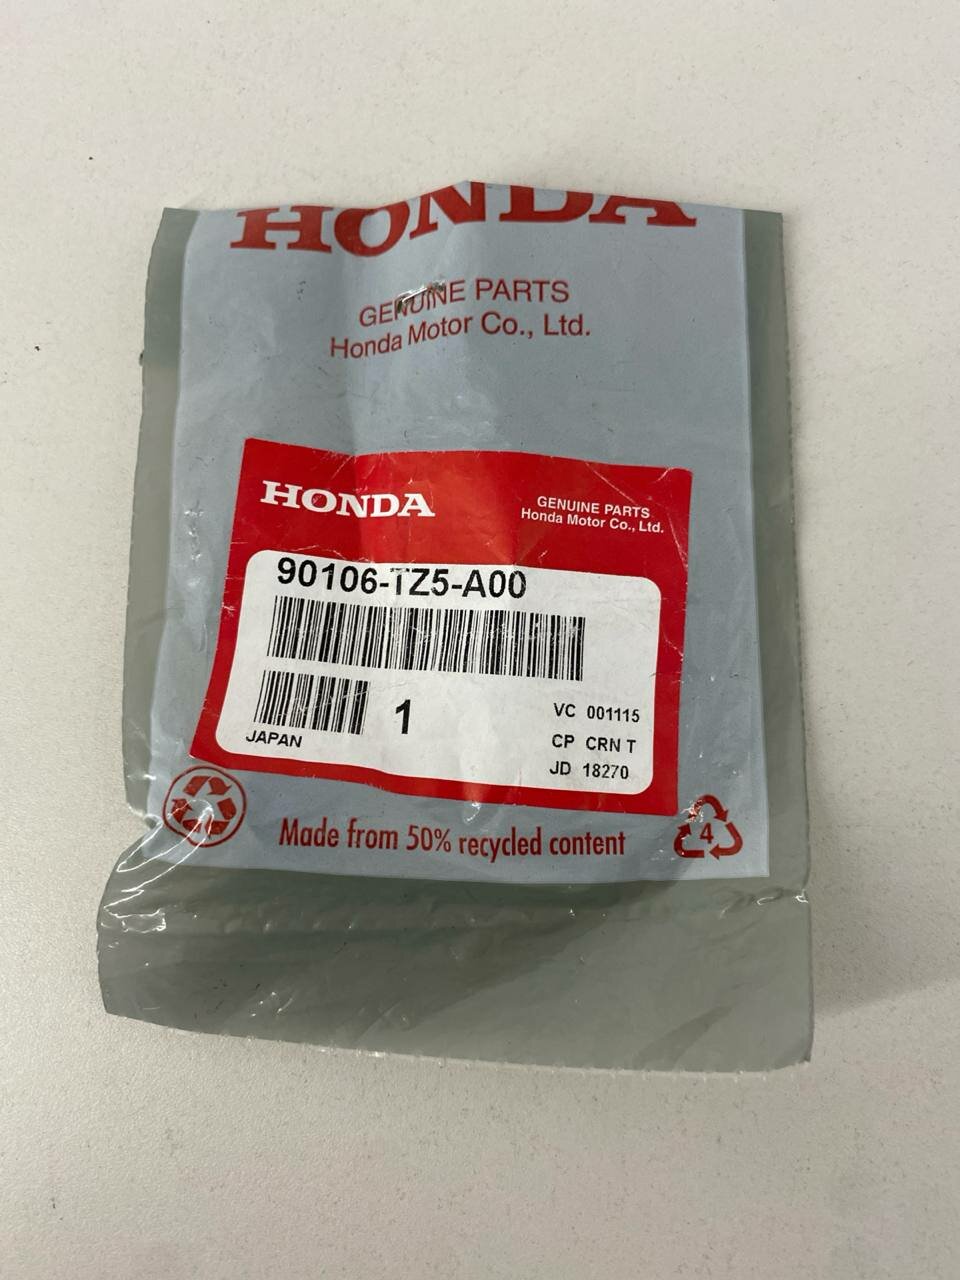 HONDA
GENUINE PARTS
Honda Motor Co., Ltd.
HONDA
GENUINE PARTS
Honda Motor Co., Ltd.
90106-TZ5-A00
1
VC 001115
JAPAN
CP CRN T
JD 18270
Made from 50% recycled content
4